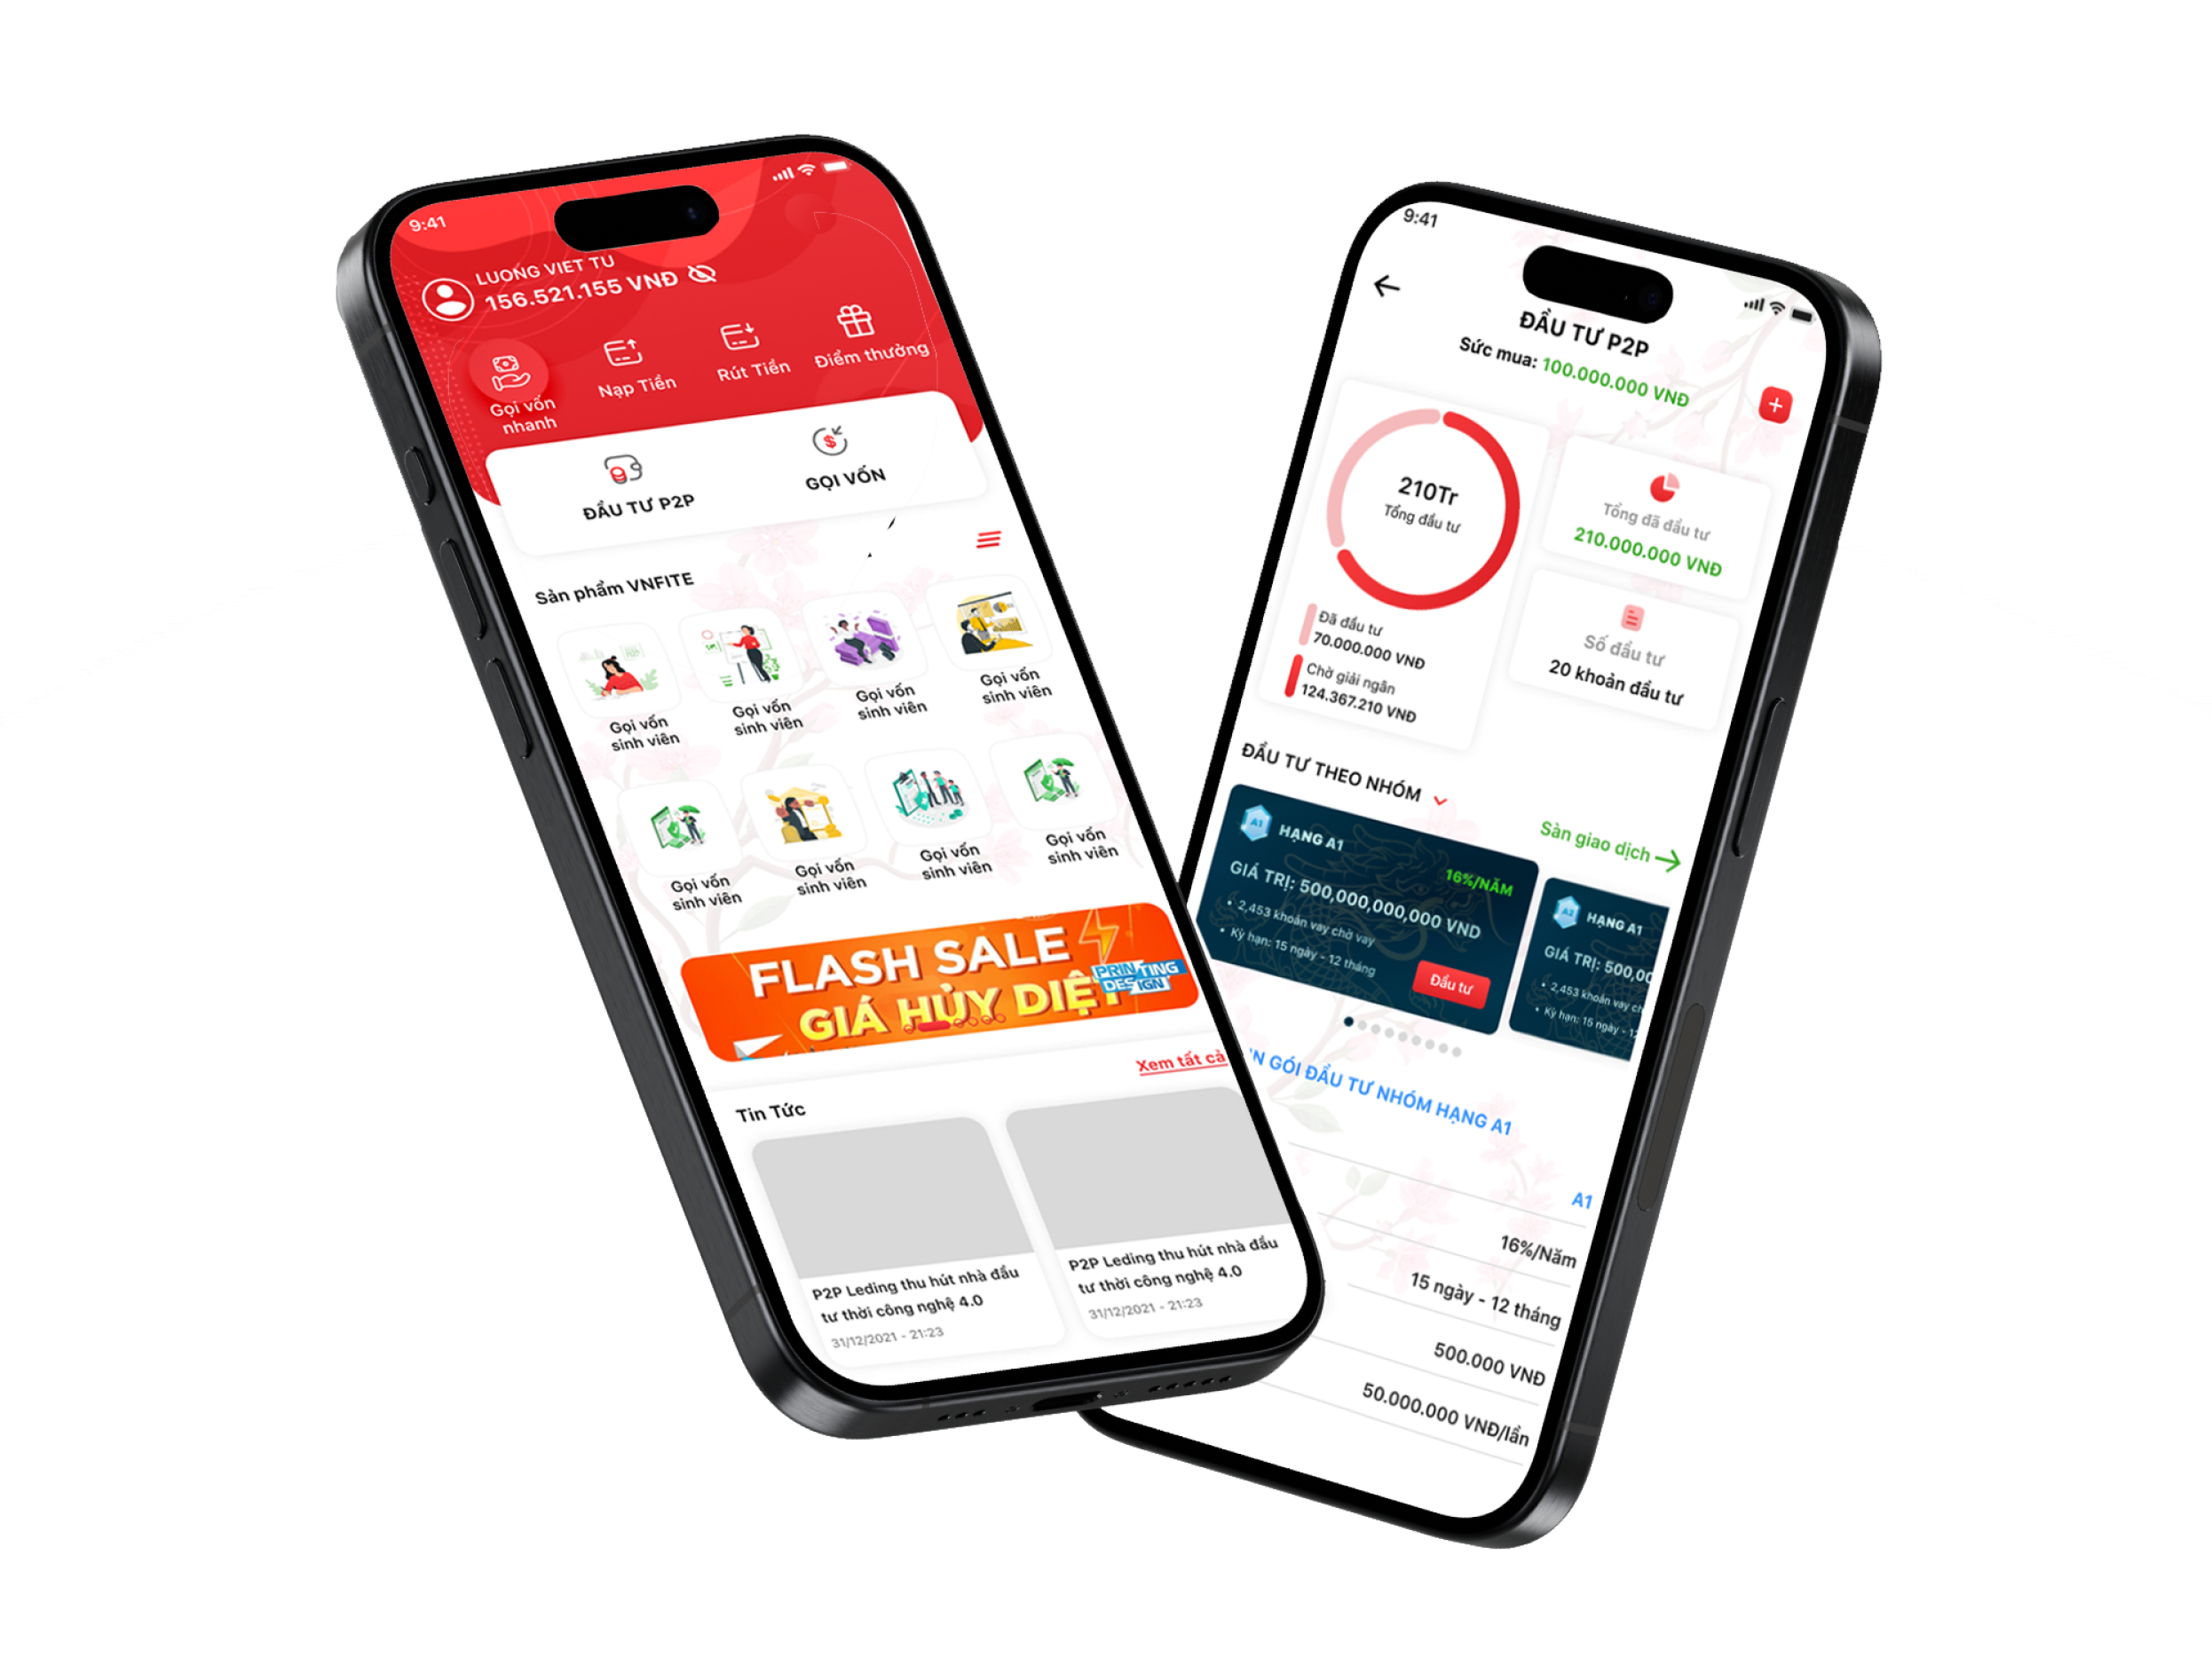 9:41
LUONG VIET TU
156.521.155 VNĐ
Gọi vốn
nhanh
Nạp Tiền
Rút Tiền
Điểm thưởng
ĐẦU TƯ P2P
GỌI VỐN
Sản phẩm VNFITE
Gọi vốn
sinh viên
Gọi vốn
sinh viên
Gọi vốn
sinh viên
Gọi vốn
sinh viên
Gọi vốn
sinh viên
Gọi vốn
sinh viên
Gọi vốn
sinh viên
Gọi vốn
sinh viên
FLASH SALE
GIÁ HỦY DIỆT
PRINTING
DESIGN
Xem tất cả
Tin Tức
P2P Leding thu hút nhà đầu
tư thời công nghệ 4.0
31/12/2021 - 21:23
P2P Leding thu hút nhà đầu
tư thời công nghệ 4.0
31/12/2021 - 21:23
9:41
ĐẦU TƯ P2P
Sức mua: 100.000.000 VNĐ
210Tr
Tổng đầu tư
Đã đầu tư
70.000.000 VNĐ
Chờ giải ngân
124.367.210 VNĐ
Tổng đã đầu tư
210.000.000 VNĐ
Số đầu tư
20 khoản đầu tư
ĐẦU TƯ THEO NHÓM
Sàn giao dịch
A1
HẠNG A1
16%/NĂM
GIÁ TRỊ: 500,000,000,000 VND
• 2,453 khoản vay chờ vay
• Kỳ hạn: 15 ngày - 12 tháng
Đầu tư
HẠNG A1
GIÁ TRỊ: 500,00
• 2,453 khoản vay ch
• Kỳ hạn: 15 ngày - 12
N GÓI ĐẦU TƯ NHÓM HẠNG A1
A1
16%/Năm
15 ngày - 12 tháng
500.000 VNĐ
50.000.000 VNĐ/lần